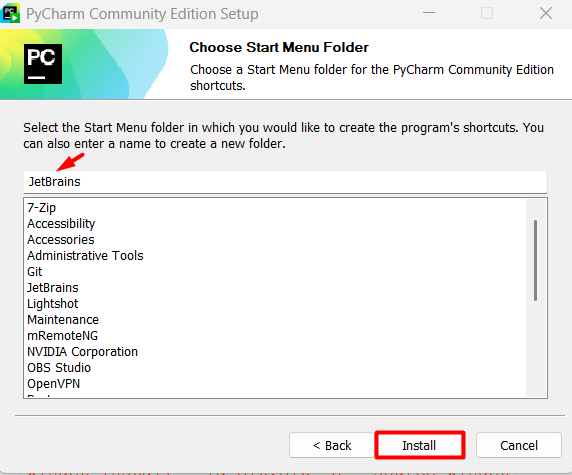 PyCharm Community Edition Setup
PC
Choose Start Menu Folder
Choose a Start Menu folder for the PyCharm Community Edition
shortcuts.
Select the Start Menu folder in which you would like to create the program's shortcuts. You
can also enter a name to create a new folder.
JetBrains
7-Zip
Accessibility
Accessories
Administrative Tools
Git
JetBrains
Lightshot
Maintenance
mRemoteNG
NVIDIA Corporation
OBS Studio
OpenVPN
< Back
Install
Cancel